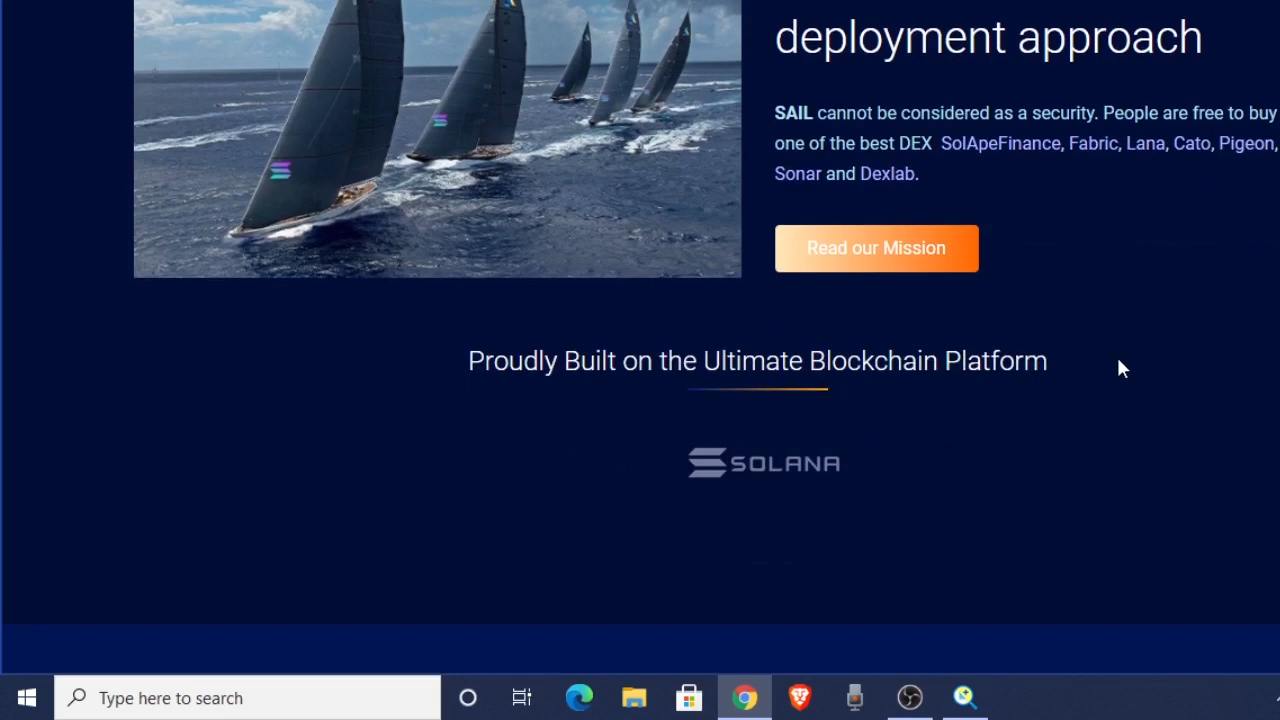 deployment approach
SAIL cannot be considered as a security. People are free to buy
one of the best DEX SolApeFinance, Fabric, Lana, Cato, Pigeon,
Sonar and Dexlab.
Read our Mission
Proudly Built on the Ultimate Blockchain Platform
SOLANA
Type here to search